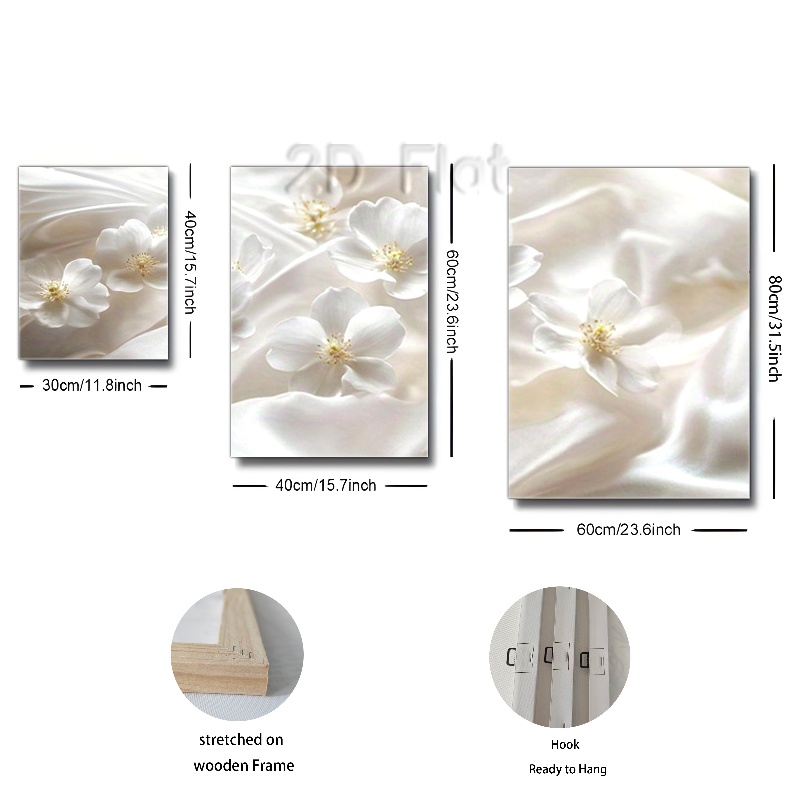 2D Flat
40cm/15.7inch
60cm/23.6inch
80cm/31.5inch
30cm/11.8inch
40cm/15.7inch
60cm/23.6inch
stretched on
wooden Frame
Hook
Ready to Hang